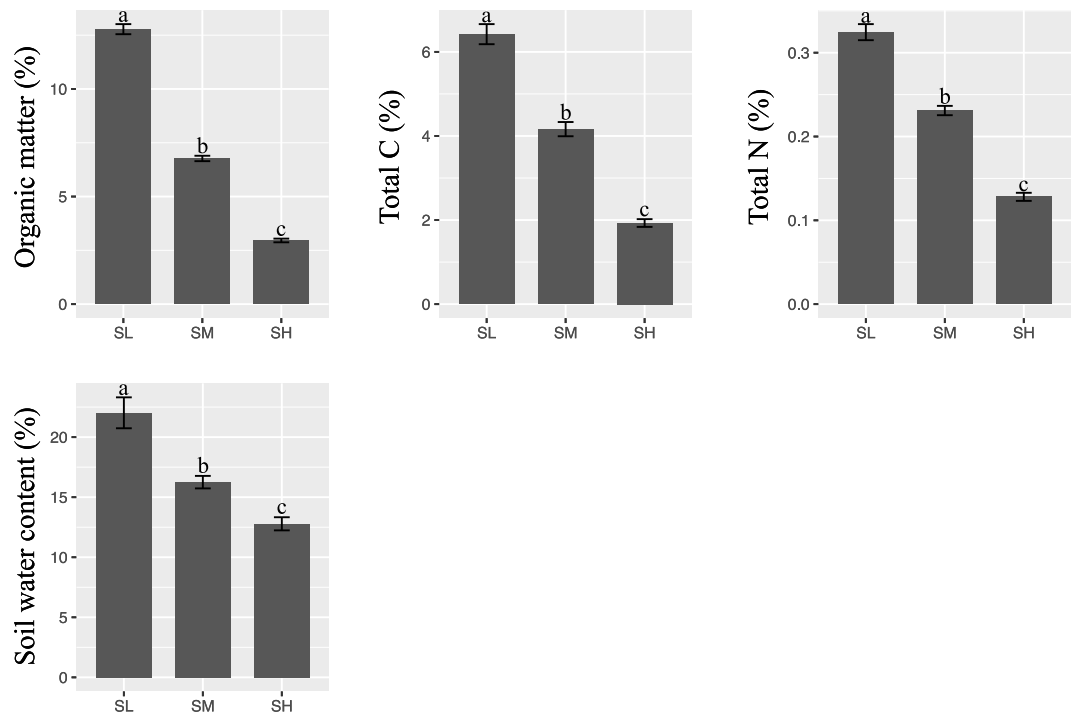 Organic matter (%)
10
5
0
a
b
c
SL SM SH
Total C (%)
6
4
2
0
a
b
c
SL SM SH
Total N (%)
0.3
0.2
0.1
0.0
a
b
c
SL SM SH
Soil water content (%)
20
15
10
5
0
a
b
c
SL SM SH